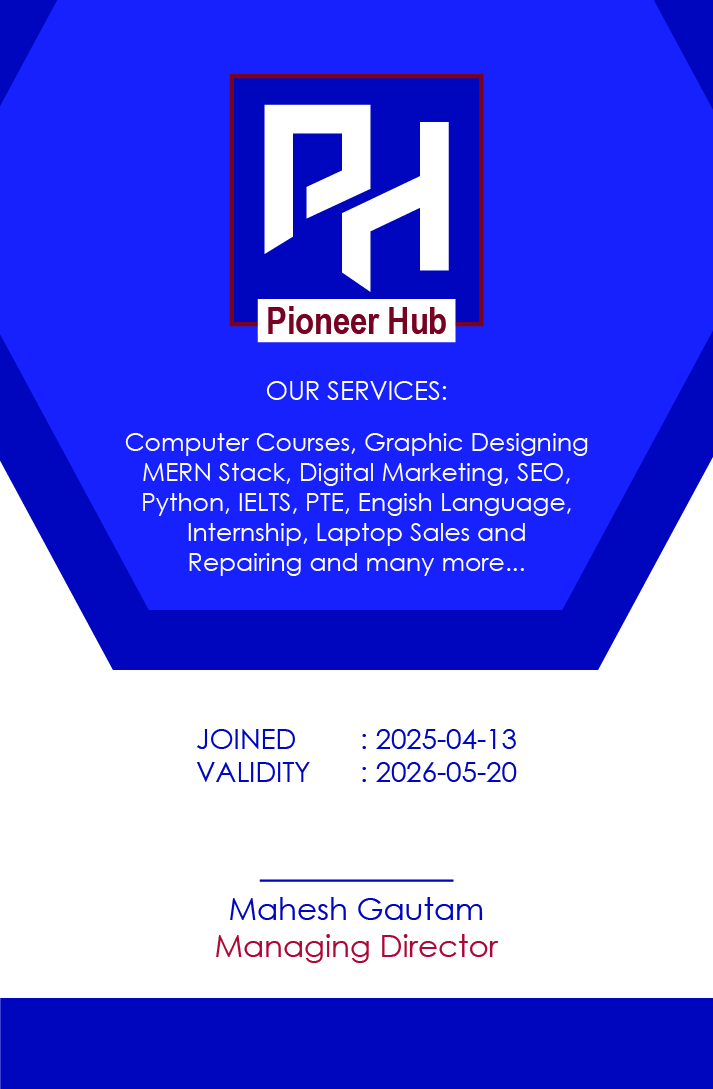 PH
Pioneer Hub
OUR SERVICES:
Computer Courses, Graphic Designing
MERN Stack, Digital Marketing, SEO,
Python, IELTS, PTE, Engish Language,
Internship, Laptop Sales and
Repairing and many more...
JOINED : 2025-04-13
VALIDITY : 2026-05-20
Mahesh Gautam
Managing Director